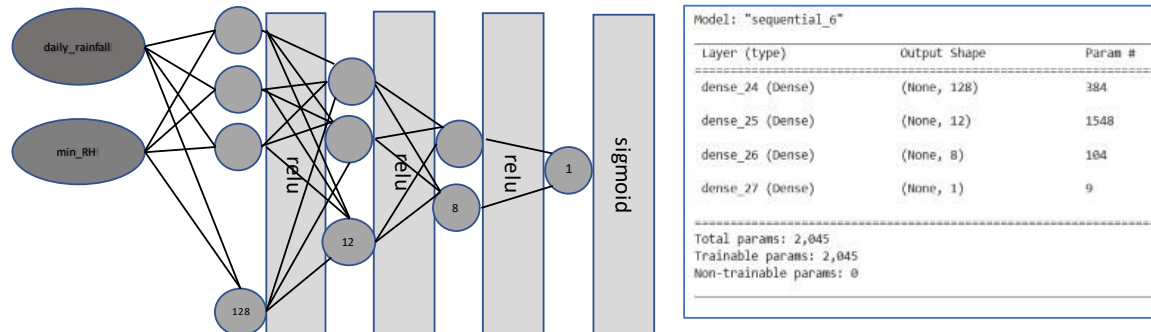 daily_rainfall
min_RH
128
relu
12
relu
8
relu
1
sigmoid
Model: "sequential_6"
Layer (type) Output Shape Param #
dense_24 (Dense) (None, 128) 384
dense_25 (Dense) (None, 12) 1548
dense_26 (Dense) (None, 8) 104
dense_27 (Dense) (None, 1) 9
Total params: 2,045
Trainable params: 2,045
Non-trainable params: 0